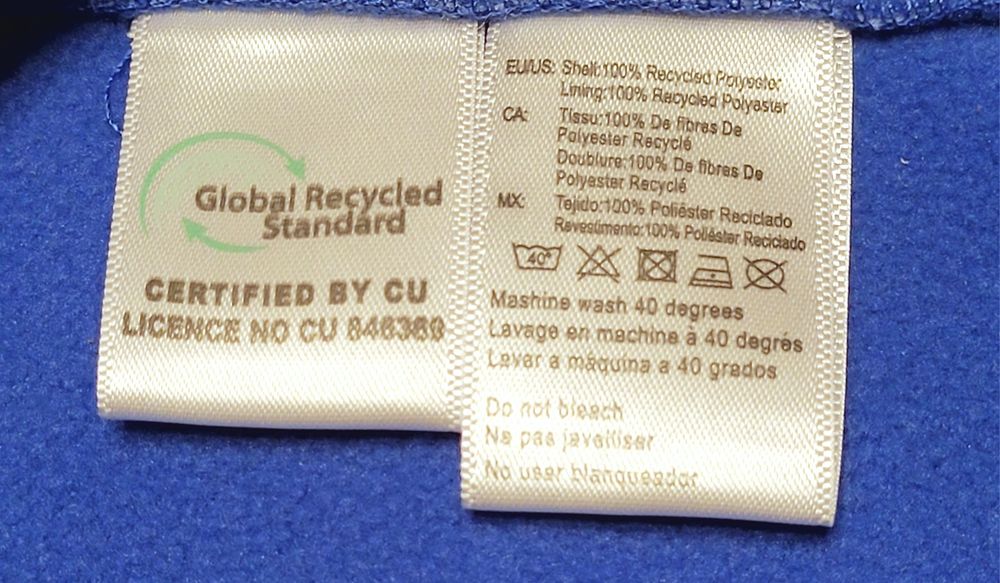 Global Recycled
Standard
CERTIFIED BY CU
LICENCE NO CU 846369
EU/US: Shell:100% Recycled Polyester
Lining:100% Recycled Polyester
CA: Tissu:100% De fibres De
Polyester Recyclé
Doublure:100% De fibres De
Polyester Recyclé
MX: Tejido:100% Poliéster Reciclado
Revestimento:100% Poliéster Reciclado
40°
Mashine wash 40 degrees
Lavage en machine à 40 degrés
Lavar a máquina a 40 grados
Do not bleach
Ne pas javelliser
No user blanqueador